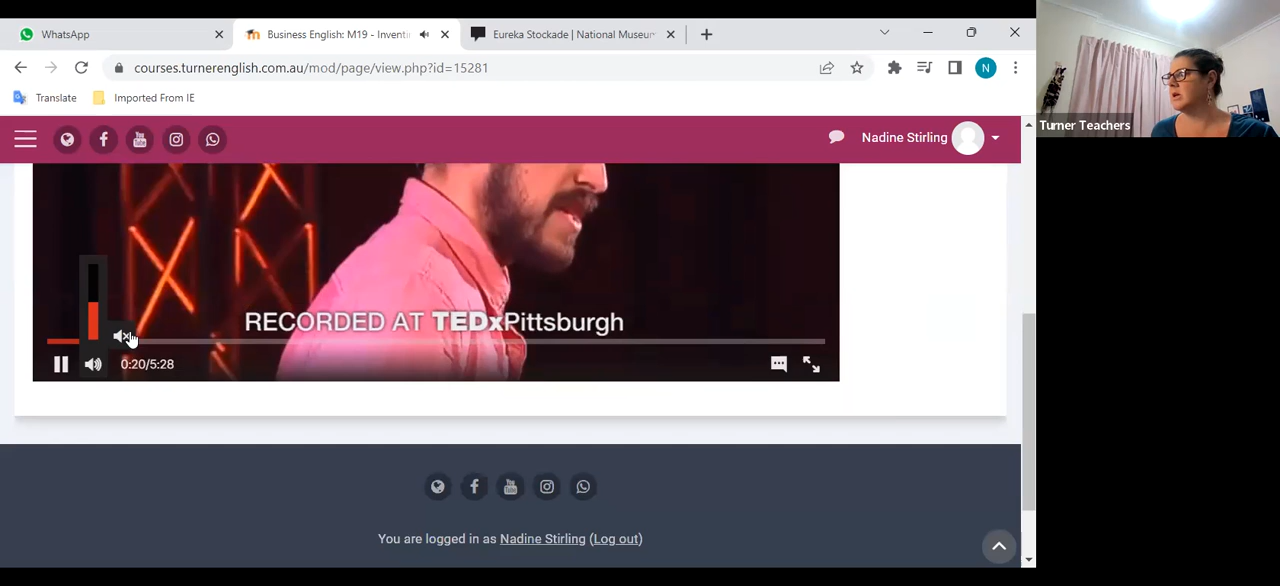 WhatsApp
Business English: M19 - Inventi
Eureka Stockade | National Museum
courses.turnerenglish.com.au/mod/page/view.php?id=15281
N
Translate
Imported From IE
Nadine Stirling
Turner Teachers
RECORDED AT TEDxPittsburgh
0:20/5:28
You are logged in as Nadine Stirling (Log out)